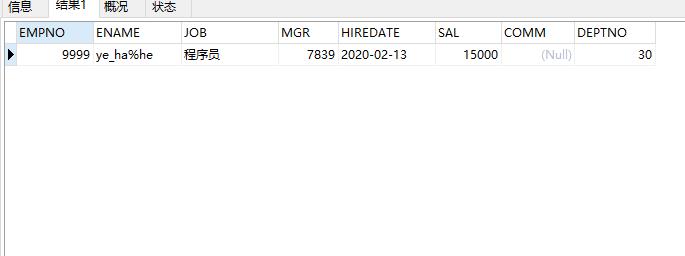 信息 结果1 概况 状态
EMPNO ENAME JOB MGR HIREDATE SAL COMM DEPTNO
9999 ye_ha%he 程序员 7839 2020-02-13 15000 (Null) 30